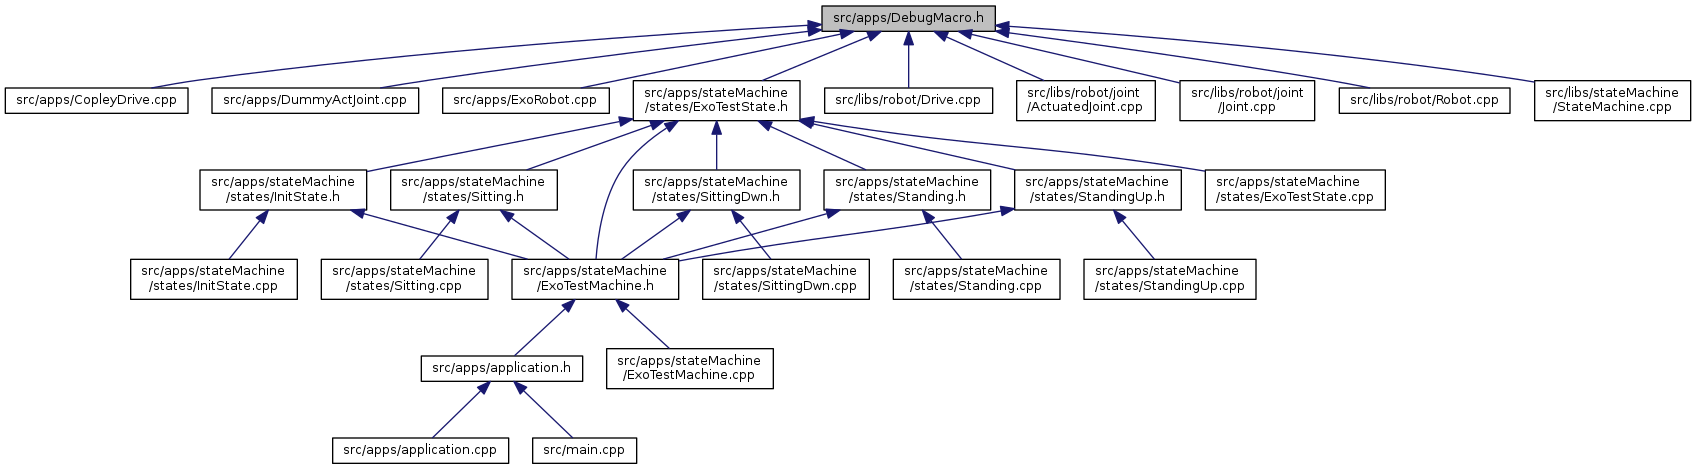 src/apps/DebugMacro.h
src/apps/CopleyDrive.cpp
src/apps/DummyActJoint.cpp
src/apps/ExoRobot.cpp
src/apps/stateMachine
/states/ExoTestState.h
src/libs/robot/Drive.cpp
src/libs/robot/joint
/ActuatedJoint.cpp
src/libs/robot/joint
/Joint.cpp
src/libs/robot/Robot.cpp
src/libs/stateMachine
/StateMachine.cpp
src/apps/stateMachine
/states/InitState.h
src/apps/stateMachine
/states/Sitting.h
src/apps/stateMachine
/states/SittingDwn.h
src/apps/stateMachine
/states/Standing.h
src/apps/stateMachine
/states/StandingUp.h
src/apps/stateMachine
/states/ExoTestState.cpp
src/apps/stateMachine
/states/InitState.cpp
src/apps/stateMachine
/states/Sitting.cpp
src/apps/stateMachine
/ExoTestMachine.h
src/apps/stateMachine
/states/SittingDwn.cpp
src/apps/stateMachine
/states/Standing.cpp
src/apps/stateMachine
/states/StandingUp.cpp
src/apps/application.h
src/apps/stateMachine
/ExoTestMachine.cpp
src/apps/application.cpp
src/main.cpp